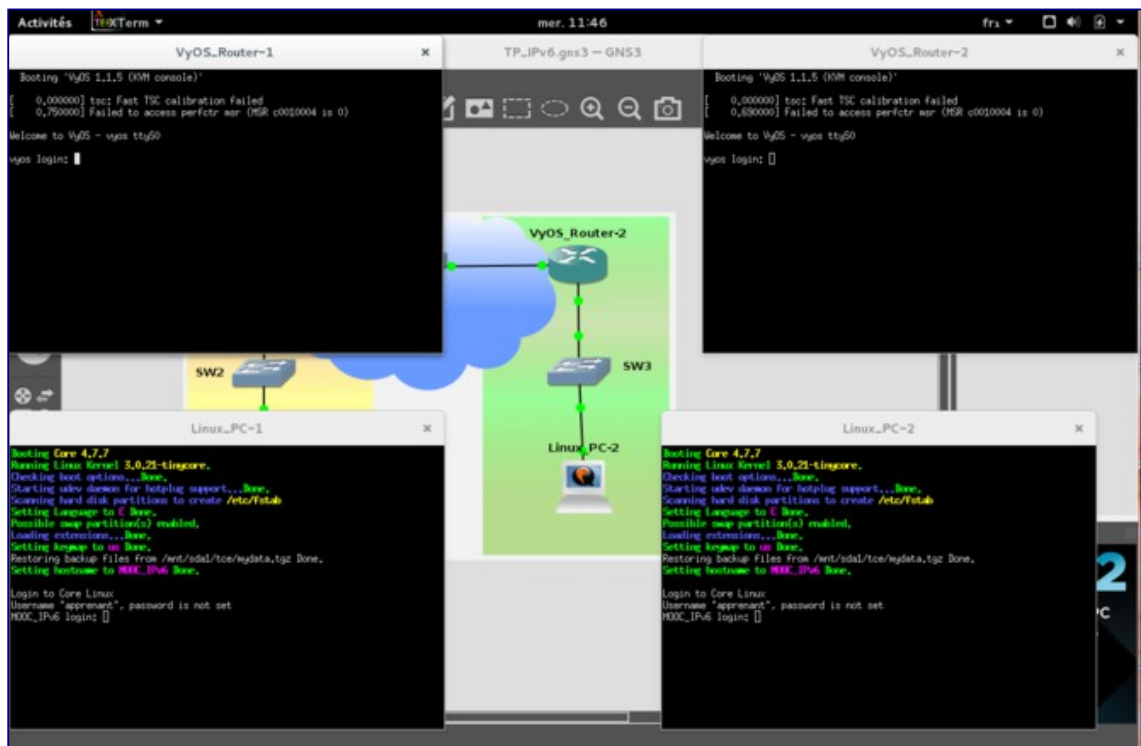 Activités XTerm mer. 11:46 fr₁
VyOS_Router-1 ×
Booting 'VyOS 1.1.5 (KVM console)'
[ 0.000000] tsc: Fast TSC calibration failed
[ 0.750000] Failed to access perfctr msr (MSR c0010004 is 0)
Welcome to VyOS - vyos ttyS0
vyos login:
TP_IPv6.gns3 — GNS3
VyOS_Router-2 ×
Booting 'VyOS 1.1.5 (KVM console)'
[ 0.000000] tsc: Fast TSC calibration failed
[ 0.690000] Failed to access perfctr msr (MSR c0010004 is 0)
Welcome to VyOS - vyos ttyS0
vyos login:
VyOS_Router-2
SW2
SW3
Linux_PC-2
Linux_PC-1 ×
Booting Core 4.7.7
Running Linux Kernel 3.0.21-tinycore.
Checking boot options...Done.
Starting udev daemon for hotplug support...Done.
Scanning hard disk partitions to create /etc/fstab
Setting Language to C Done.
Possible swap partition(s) enabled.
Loading extensions...Done.
Setting keymap to us Done.
Restoring backup files from /mnt/sda1/tce/mydata.tgz Done.
Setting hostname to MOOC_IPv6 Done.
Login to Core Linux
Username "apprenant", password is not set
MOOC_IPv6 login:
Linux_PC-2 ×
Booting Core 4.7.7
Running Linux Kernel 3.0.21-tinycore.
Checking boot options...Done.
Starting udev daemon for hotplug support...Done.
Scanning hard disk partitions to create /etc/fstab
Setting Language to C Done.
Possible swap partition(s) enabled.
Loading extensions...Done.
Setting keymap to us Done.
Restoring backup files from /mnt/sda1/tce/mydata.tgz Done.
Setting hostname to MOOC_IPv6 Done.
Login to Core Linux
Username "apprenant", password is not set
MOOC_IPv6 login:
2
PC